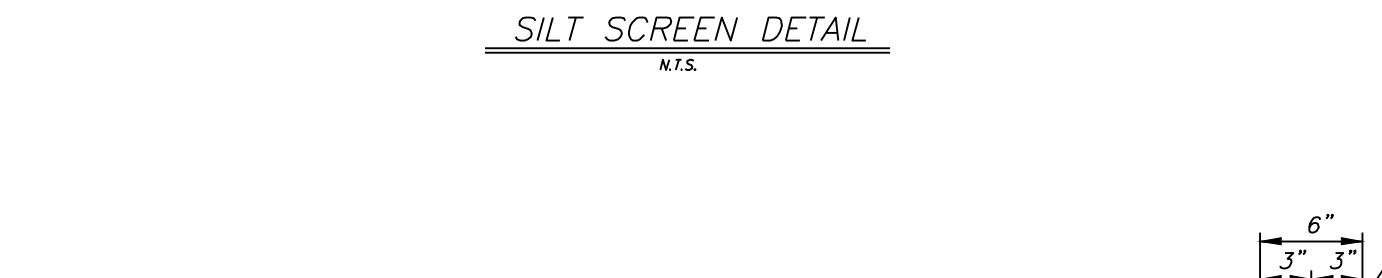 SILT SCREEN DETAIL
N.T.S.
6"
3" 3"